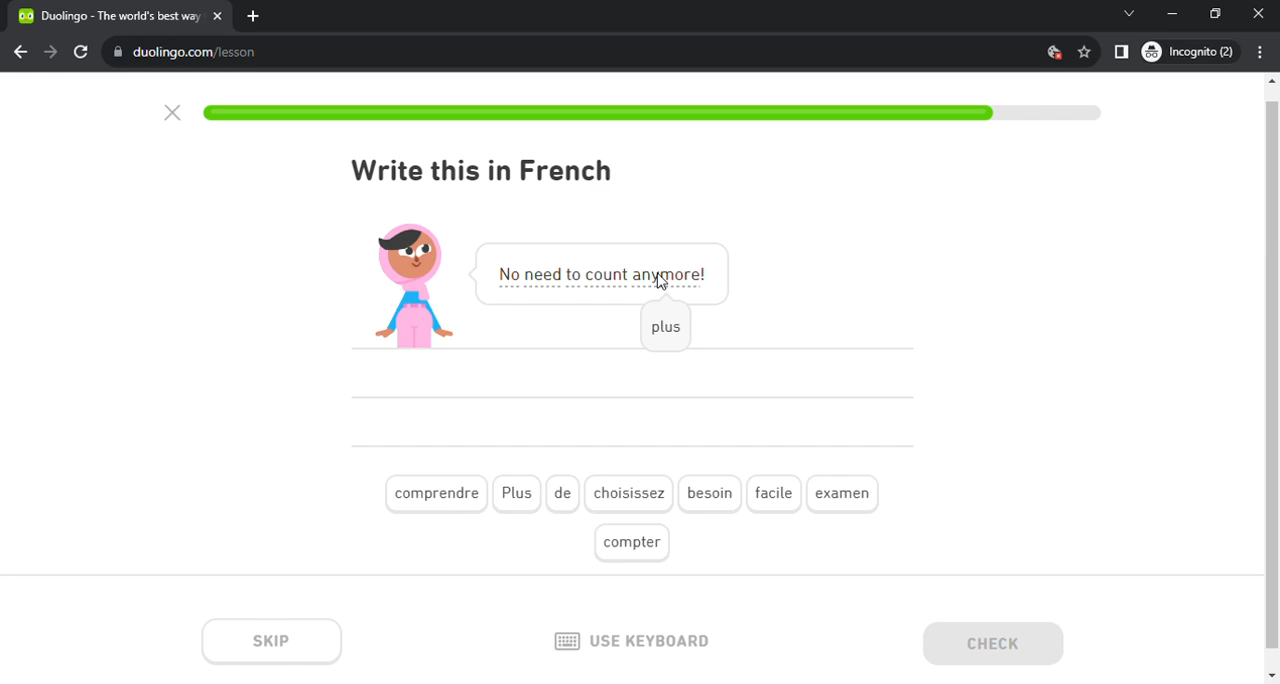 Duolingo - The world's best way
duolingo.com/lesson
Incognito (2)
Write this in French
No need to count anymore!
plus
comprendre Plus de choisissez besoin facile examen
compter
SKIP USE KEYBOARD CHECK